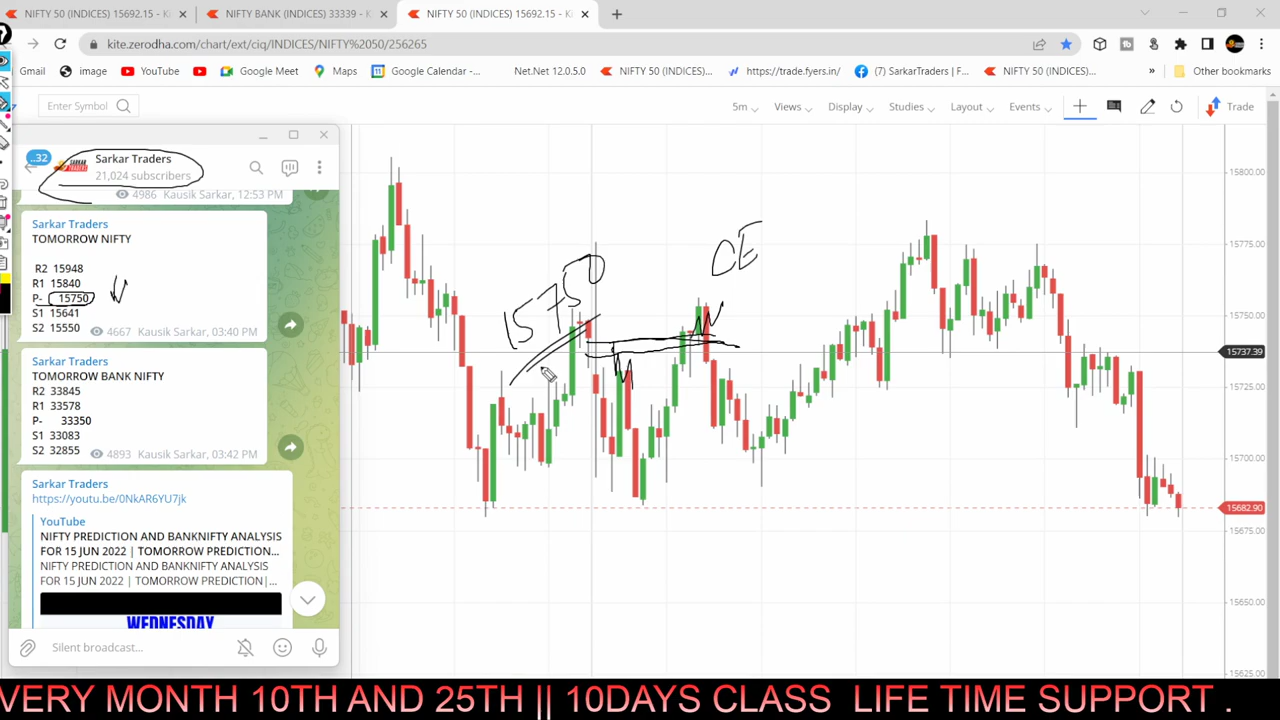 NIFTY 50 (INDICES) 15692.15 - Ki
NIFTY BANK (INDICES) 33339 - Kit
NIFTY 50 (INDICES) 15692.15 - Ki
kite.zerodha.com/chart/ext/ciq/INDICES/NIFTY%2050/256265
Gmail image YouTube Google Meet Maps Google Calendar -... Net.Net 12.0.5.0 NIFTY 50 (INDICES)... https://trade.fyers.in/ (7) SarkarTraders | F... NIFTY 50 (INDICES)... » Other bookmarks
Enter Symbol
5m Views Display Studies Layout Events Trade
..32
Sarkar Traders
21,024 subscribers
4986 Kausik Sarkar, 12:53 PM
Sarkar Traders
TOMORROW NIFTY
R2 15948
R1 15840
P- 15750
S1 15641
S2 15550
4667 Kausik Sarkar, 03:40 PM
Sarkar Traders
TOMORROW BANK NIFTY
R2 33845
R1 33578
P- 33350
S1 33083
S2 32855
4893 Kausik Sarkar, 03:42 PM
Sarkar Traders
https://youtu.be/0NkAR6YU7jk
YouTube
NIFTY PREDICTION AND BANKNIFTY ANALYSIS
FOR 15 JUN 2022 | TOMORROW PREDICTION...
NIFTY PREDICTION AND BANKNIFTY ANALYSIS
FOR 15 JUN 2022 | TOMORROW PREDICTION|...
WEDNESDAY
Silent broadcast...
15750
CE
15800.00
15775.00
15750.00
15737.39
15725.00
15700.00
15682.90
15675.00
15650.00
15625.00
VERY MONTH 10TH AND 25TH || 10DAYS CLASS LIFE TIME SUPPORT .